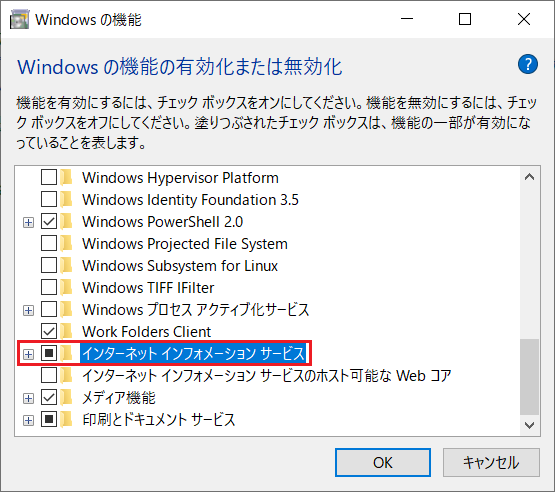 Windows の機能
Windows の機能の有効化または無効化
機能を有効にするには、チェック ボックスをオンにしてください。機能を無効にするには、チェッ
ク ボックスをオフにしてください。塗りつぶされたチェック ボックスは、機能の一部が有効にな
っていることを表します。
Windows Hypervisor Platform
Windows Identity Foundation 3.5
Windows PowerShell 2.0
Windows Projected File System
Windows Subsystem for Linux
Windows TIFF IFilter
Windows プロセス アクティブ化サービス
Work Folders Client
インターネット インフォメーション サービス
インターネット インフォメーション サービスのホスト可能な Web コア
メディア機能
印刷とドキュメント サービス
OK
キャンセル